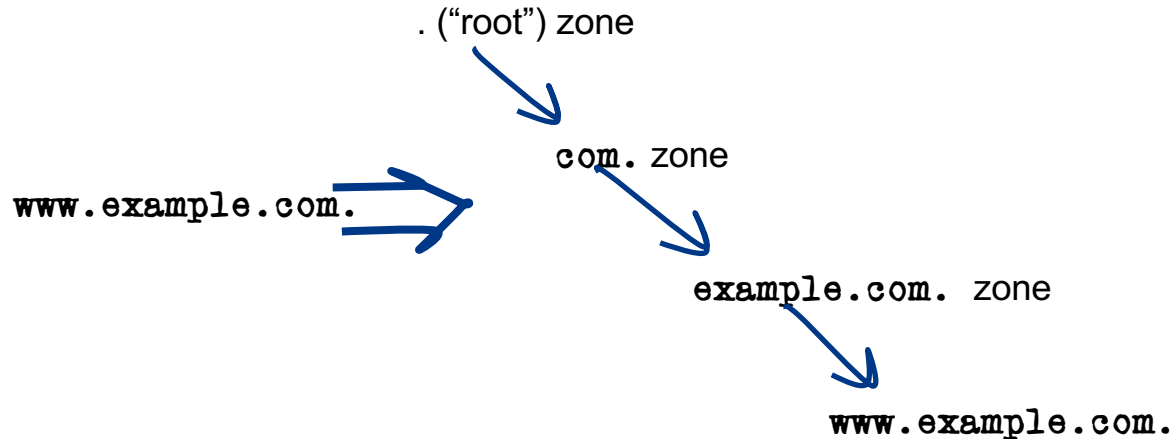 . (“root”) zone
com. zone
www.example.com.
example.com. zone
www.example.com.